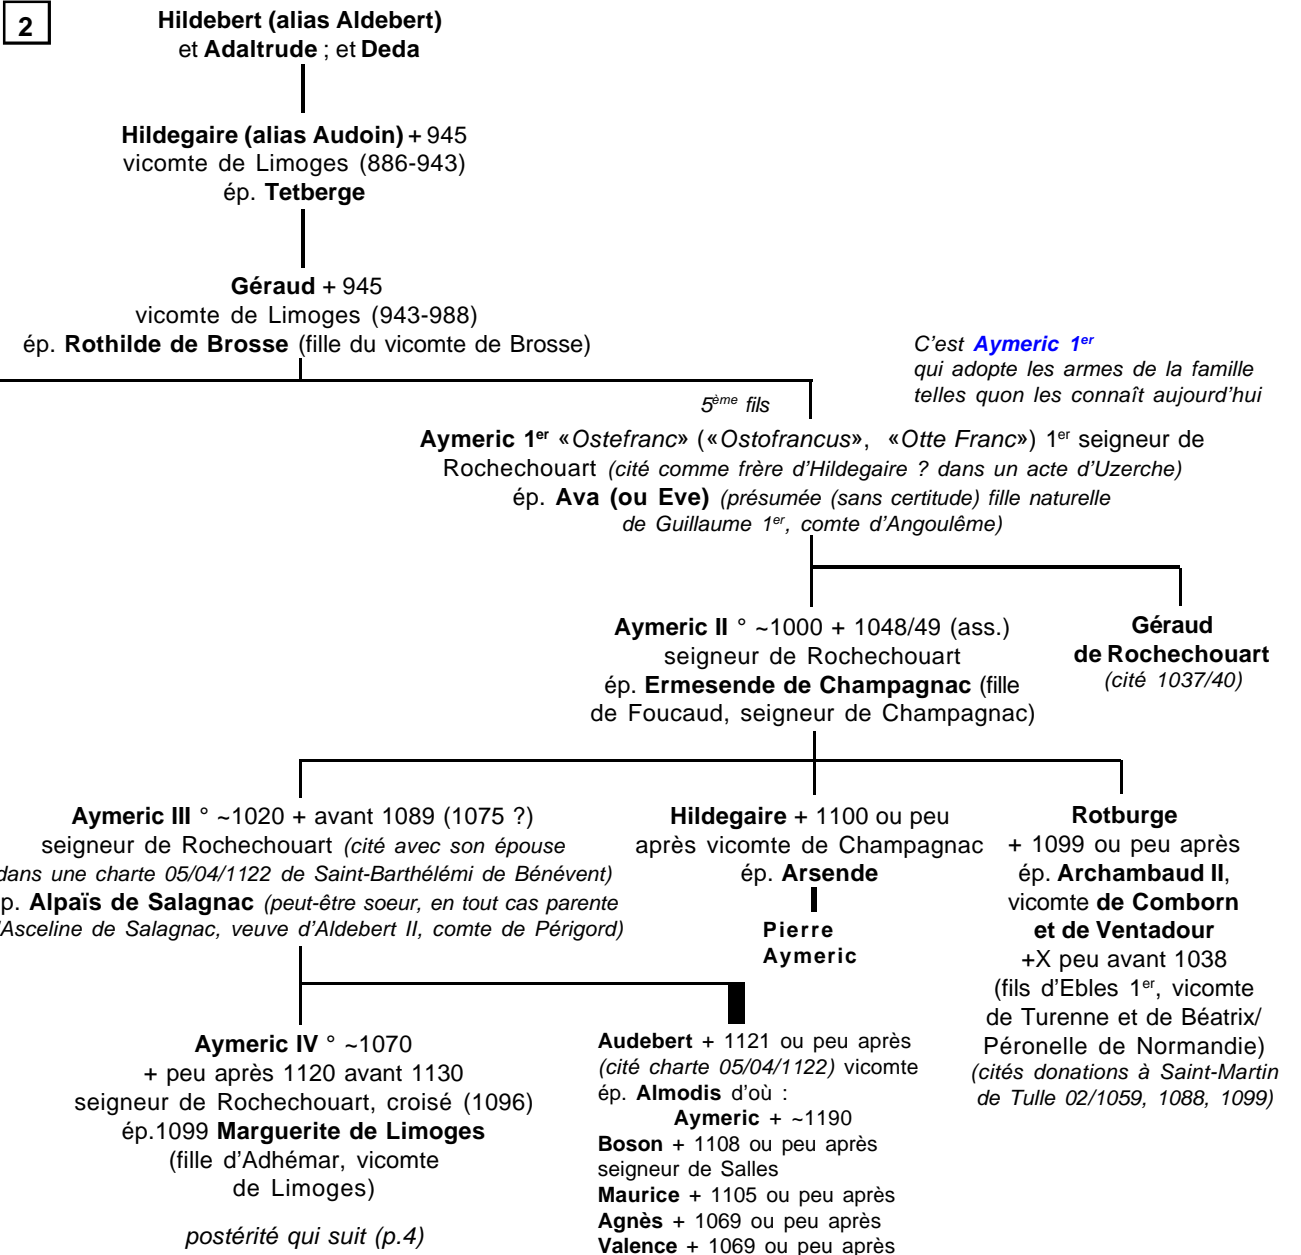 2
Hildebert (alias Aldebert)
et Adaltrude ; et Deda
Hildegaire (alias Audoin) + 945
vicomte de Limoges (886-943)
ép. Tetberge
Géraud + 945
vicomte de Limoges (943-988)
ép. Rothilde de Brosse (fille du vicomte de Brosse)
C'est Aymeric 1er
qui adopte les armes de la famille
telles quon les connaît aujourd'hui
5ème fils
Aymeric 1er «Ostefranc» («Ostofrancus», «Otte Franc») 1er seigneur de
Rochechouart (cité comme frère d'Hildegaire ? dans un acte d'Uzerche)
ép. Ava (ou Eve) (présumée (sans certitude) fille naturelle
de Guillaume 1er, comte d'Angoulême)
Aymeric II ° ~1000 + 1048/49 (ass.)
seigneur de Rochechouart
ép. Ermesende de Champagnac (fille
de Foucaud, seigneur de Champagnac)
Géraud
de Rochechouart
(cité 1037/40)
Aymeric III ° ~1020 + avant 1089 (1075 ?)
seigneur de Rochechouart (cité avec son épouse
dans une charte 05/04/1122 de Saint-Barthélémi de Bénévent)
p. Alpaïs de Salagnac (peut-être soeur, en tout cas parente
'Asceline de Salagnac, veuve d'Aldebert II, comte de Périgord)
Hildegaire + 1100 ou peu
après vicomte de Champagnac
ép. Arsende
Pierre
Aymeric
Rotburge
+ 1099 ou peu après
ép. Archambaud II,
vicomte de Comborn
et de Ventadour
+X peu avant 1038
(fils d'Ebles 1er, vicomte
de Turenne et de Béatrix/
Péronelle de Normandie)
(cités donations à Saint-Martin
de Tulle 02/1059, 1088, 1099)
Aymeric IV ° ~1070
+ peu après 1120 avant 1130
seigneur de Rochechouart, croisé (1096)
ép.1099 Marguerite de Limoges
(fille d'Adhémar, vicomte
de Limoges)
postérité qui suit (p.4)
Audebert + 1121 ou peu après
(cité charte 05/04/1122) vicomte
ép. Almodis d'où :
Aymeric + ~1190
Boson + 1108 ou peu après
seigneur de Salles
Maurice + 1105 ou peu après
Agnès + 1069 ou peu après
Valence + 1069 ou peu après